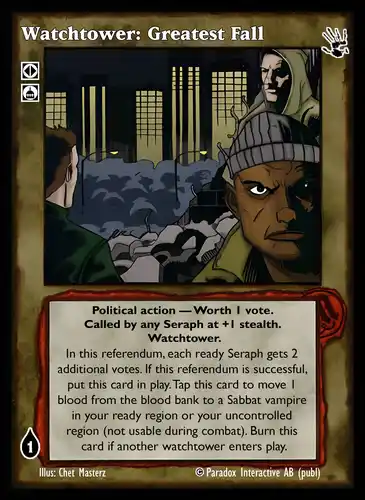 Watchtower: Greatest Fall
Political action — Worth 1 vote.
Called by any Seraph at +1 stealth.
Watchtower.
In this referendum, each ready Seraph gets 2
additional votes. If this referendum is successful,
put this card in play. Tap this card to move 1
blood from the blood bank to a Sabbat vampire
in your ready region or your uncontrolled
region (not usable during combat). Burn this
card if another watchtower enters play.
1
Illus: Chet Masterz ©Paradox Interactive AB (publ)